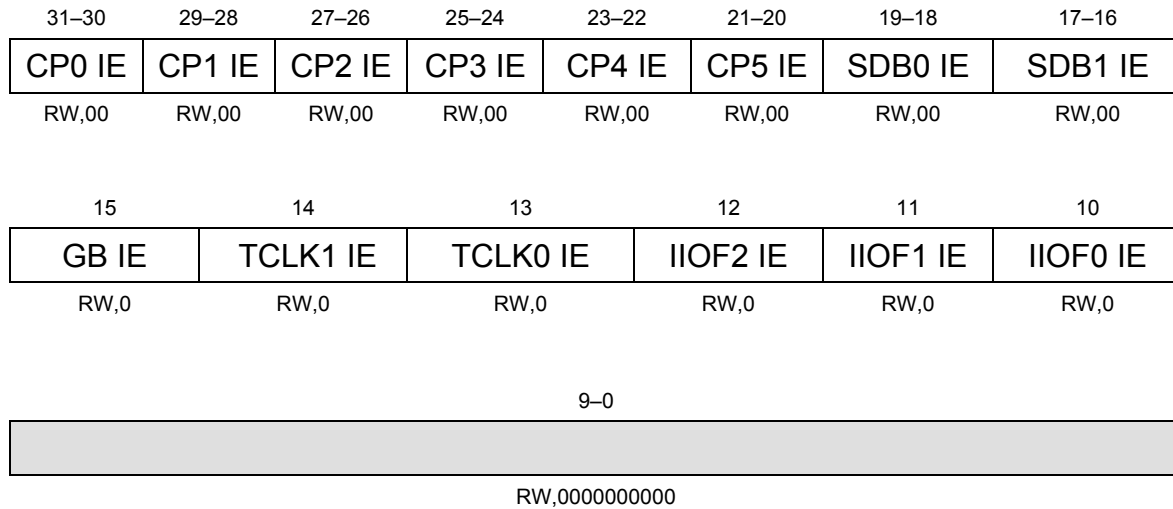 31–30 29–28 27–26 25–24 23–22 21–20 19–18 17–16
CP0 IE CP1 IE CP2 IE CP3 IE CP4 IE CP5 IE SDB0 IE SDB1 IE
RW,00 RW,00 RW,00 RW,00 RW,00 RW,00 RW,00 RW,00
15 14 13 12 11 10
GB IE TCLK1 IE TCLK0 IE IIOF2 IE IIOF1 IE IIOF0 IE
RW,0 RW,0 RW,0 RW,0 RW,0 RW,0
9–0
RW,0000000000